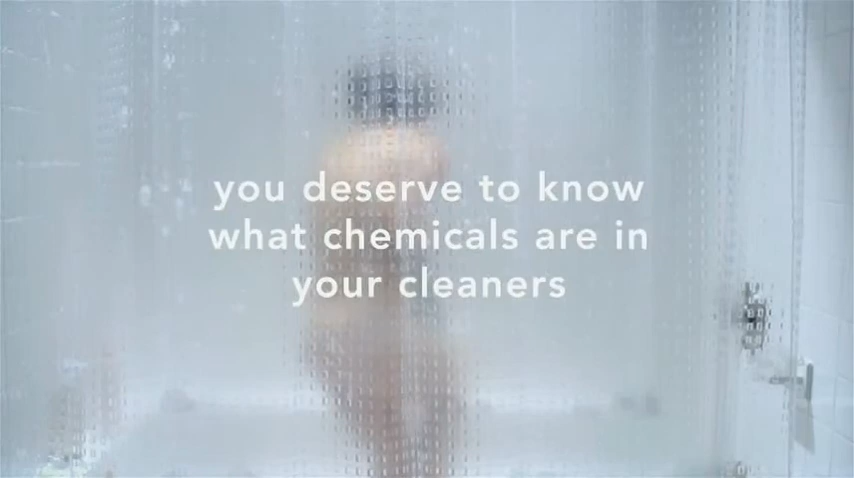 you deserve to know
what chemicals are in
your cleaners